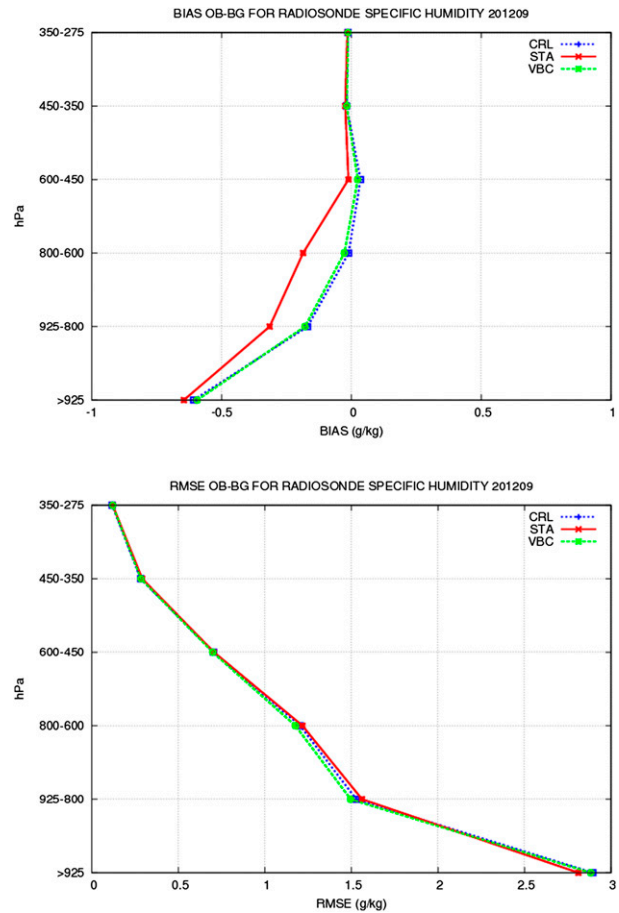 BIAS OB-BG FOR RADIOSONDE SPECIFIC HUMIDITY 201209
350-275
CRL
STA
VBC
450-350
600-450
hPa
800-600
925-800
>925
-1 -0.5 0 0.5 1
BIAS (g/kg)
RMSE OB-BG FOR RADIOSONDE SPECIFIC HUMIDITY 201209
350-275
CRL
STA
VBC
450-350
600-450
hPa
800-600
925-800
>925
0 0.5 1 1.5 2 2.5 3
RMSE (g/kg)